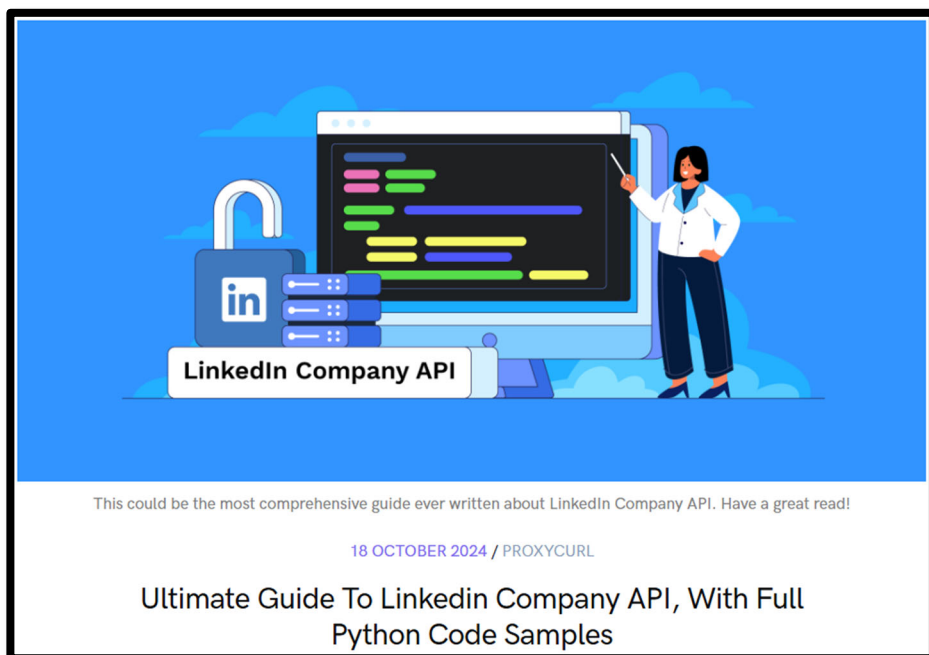 in
LinkedIn Company API
This could be the most comprehensive guide ever written about LinkedIn Company API. Have a great read!
18 OCTOBER 2024 / PROXYCURL
Ultimate Guide To Linkedin Company API, With Full
Python Code Samples